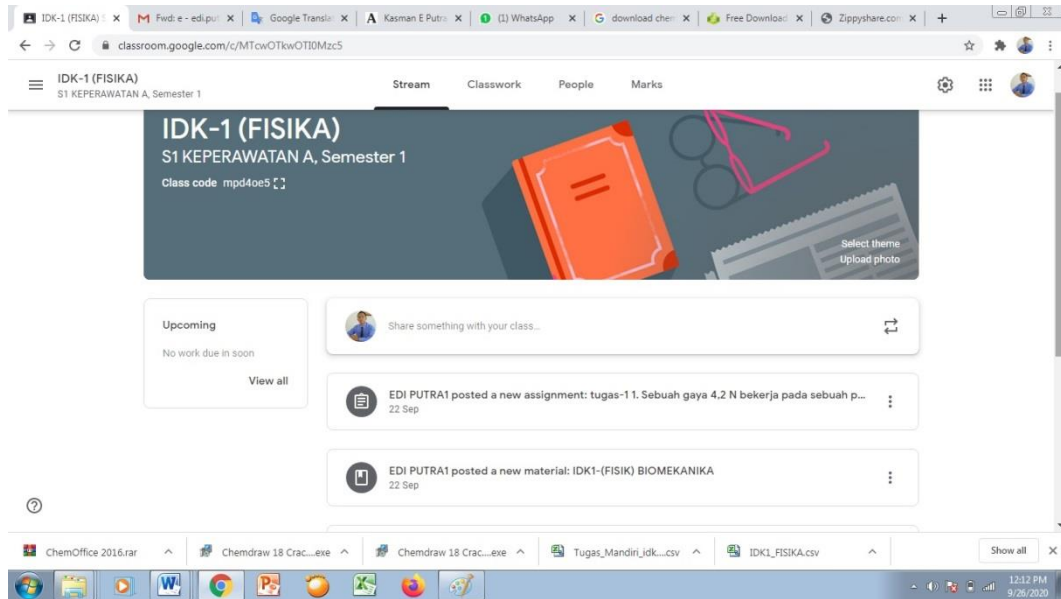 IDK-1 (FISIKA) S
Fwd: e - edi.put
Google Translat
Kasman E Putra
(1) WhatsApp
G download chem
Free Download
Zippyshare.com
classroom.google.com/c/MTcwOTkwOTI0Mzc5
IDK-1 (FISIKA)
S1 KEPERAWATAN A, Semester 1
Stream Classwork People Marks
IDK-1 (FISIKA)
S1 KEPERAWATAN A, Semester 1
Class code mpd4oe5
Select theme
Upload photo
Upcoming
No work due in soon
View all
Share something with your class...
EDI PUTRA1 posted a new assignment: tugas-1 1. Sebuah gaya 4,2 N bekerja pada sebuah p...
22 Sep
EDI PUTRA1 posted a new material: IDK1-(FISIK) BIOMEKANIKA
22 Sep
ChemOffice 2016.rar
Chemdraw 18 Crac....exe
Chemdraw 18 Crac....exe
Tugas_Mandiri_idk....csv
IDK1_FISIKA.csv
Show all
12:12 PM
9/26/2020